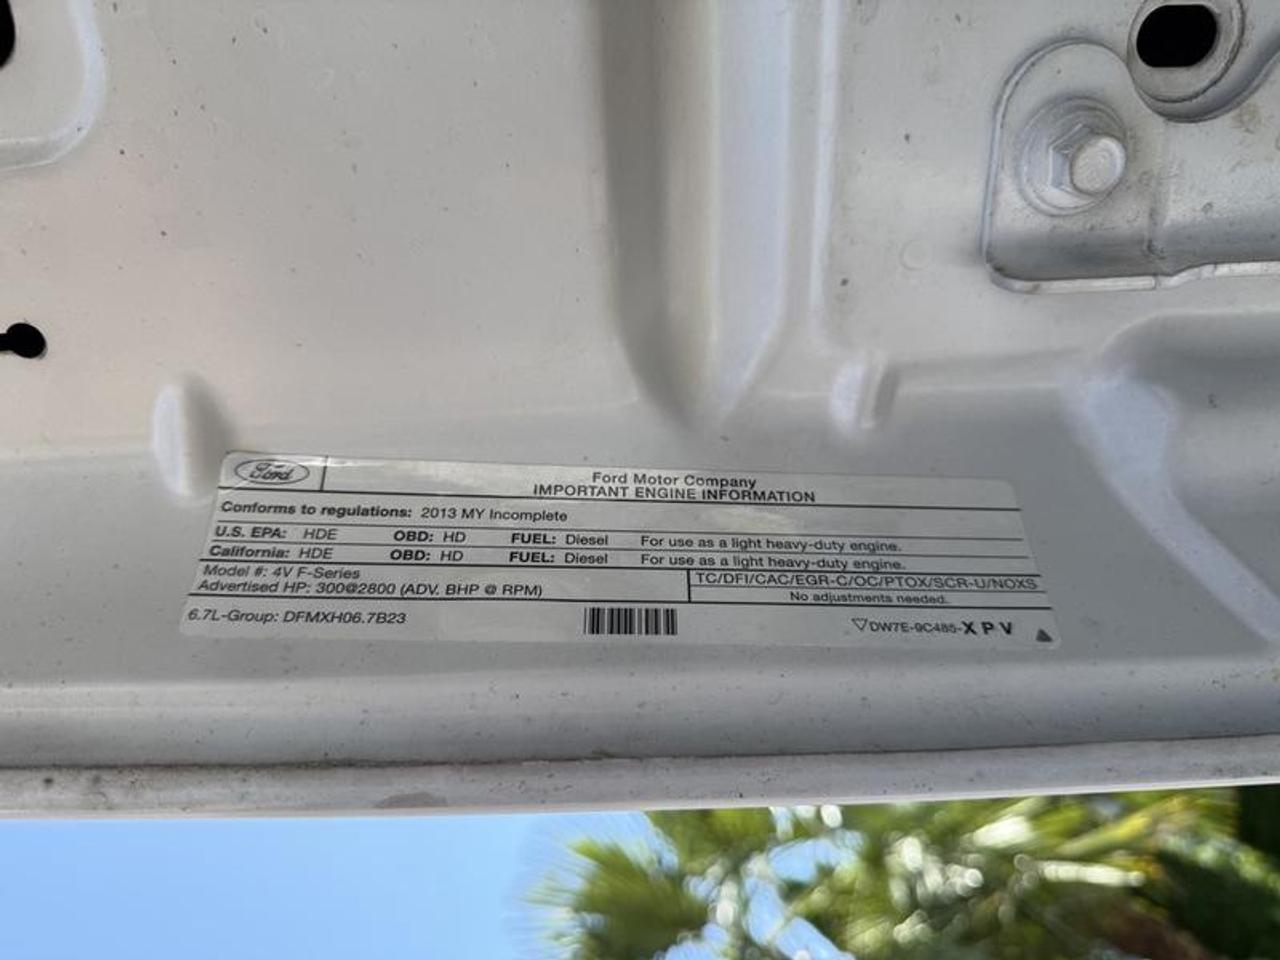 Ford
Ford Motor Company
IMPORTANT ENGINE INFORMATION
Conforms to regulations: 2013 MY Incomplete
U.S. EPA: HDE OBD: HD FUEL: Diesel For use as a light heavy-duty engine.
California: HDE OBD: HD FUEL: Diesel For use as a light heavy-duty engine.
Model #: 4V F-Series
Advertised HP: 300@2800 (ADV. BHP @ RPM)
TC/DFI/CAC/EGR-C/OC/PTOX/SCR-U/NOXS
No adjustments needed.
6.7L-Group: DFMXH06.7B23
DW7E-9C485-XPV